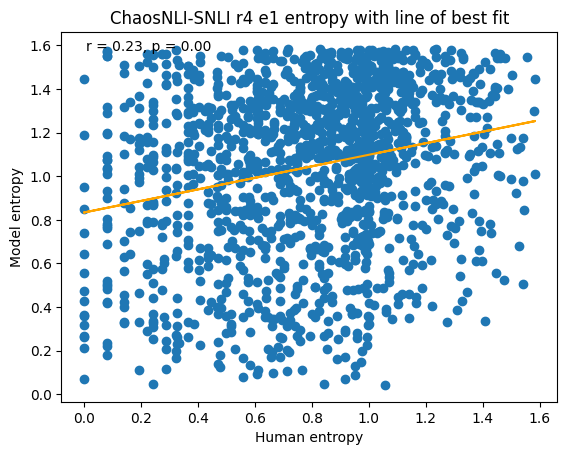 ChaosNLI-SNLI r4 e1 entropy with line of best fit
r = 0.23, p = 0.00
Model entropy
1.6
1.4
1.2
1.0
0.8
0.6
0.4
0.2
0.0
0.0 0.2 0.4 0.6 0.8 1.0 1.2 1.4 1.6
Human entropy